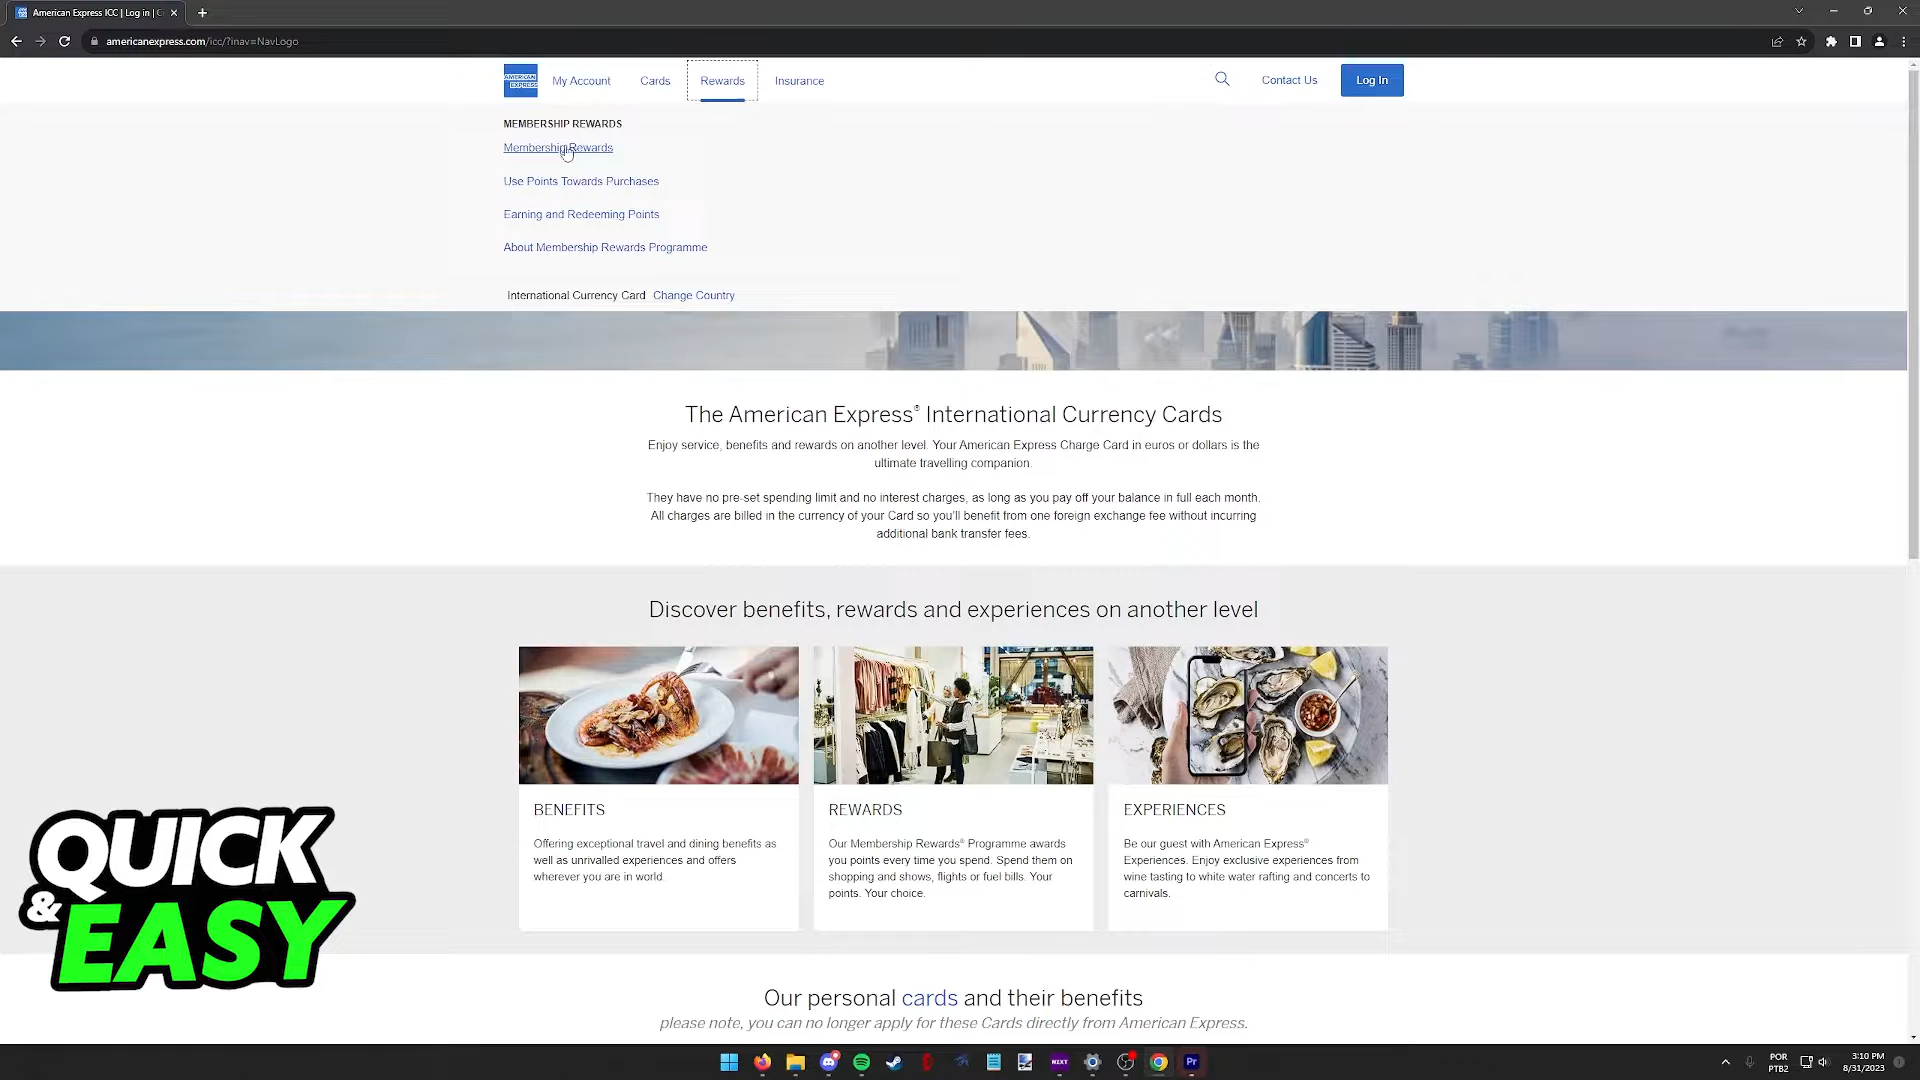 American Express ICC | Log in |
americanexpress.com/icc/?inav=NavLogo
AMERICAN
EXPRESS
My Account
Cards
Rewards
Insurance
Contact Us
Log In
MEMBERSHIP REWARDS
Membership Rewards
Use Points Towards Purchases
Earning and Redeeming Points
About Membership Rewards Programme
International Currency Card Change Country
The American Express® International Currency Cards
Enjoy service, benefits and rewards on another level. Your American Express Charge Card in euros or dollars is the
ultimate travelling companion.
They have no pre-set spending limit and no interest charges, as long as you pay off your balance in full each month.
All charges are billed in the currency of your Card so you'll benefit from one foreign exchange fee without incurring
additional bank transfer fees.
Discover benefits, rewards and experiences on another level
BENEFITS
Offering exceptional travel and dining benefits as
well as unrivalled experiences and offers
wherever you are in world.
REWARDS
Our Membership Rewards® Programme awards
you points every time you spend. Spend them on
shopping and shows, flights or fuel bills. Your
points. Your choice.
EXPERIENCES
Be our guest with American Express®
Experiences. Enjoy exclusive experiences from
wine tasting to white water rafting and concerts to
carnivals.
QUICK
& EASY
Our personal cards and their benefits
please note, you can no longer apply for these Cards directly from American Express.
NEXT
Pr
POR
PTB2
3:10 PM
8/31/2023